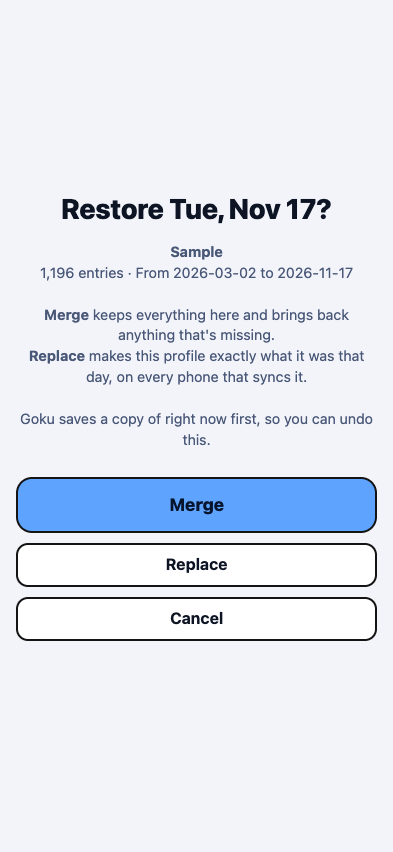 Restore Tue, Nov 17?
Sample
1,196 entries · From 2026-03-02 to 2026-11-17
Merge keeps everything here and brings back
anything that's missing.
Replace makes this profile exactly what it was that
day, on every phone that syncs it.
Goku saves a copy of right now first, so you can undo
this.
Merge
Replace
Cancel